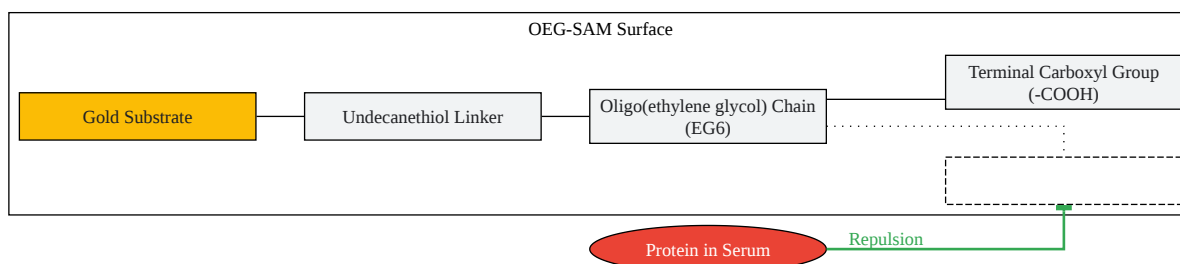 OEG-SAM Surface
Gold Substrate
Undecanethiol Linker
Oligo(ethylene glycol) Chain
(EG6)
Terminal Carboxyl Group
(-COOH)
Protein in Serum
Repulsion